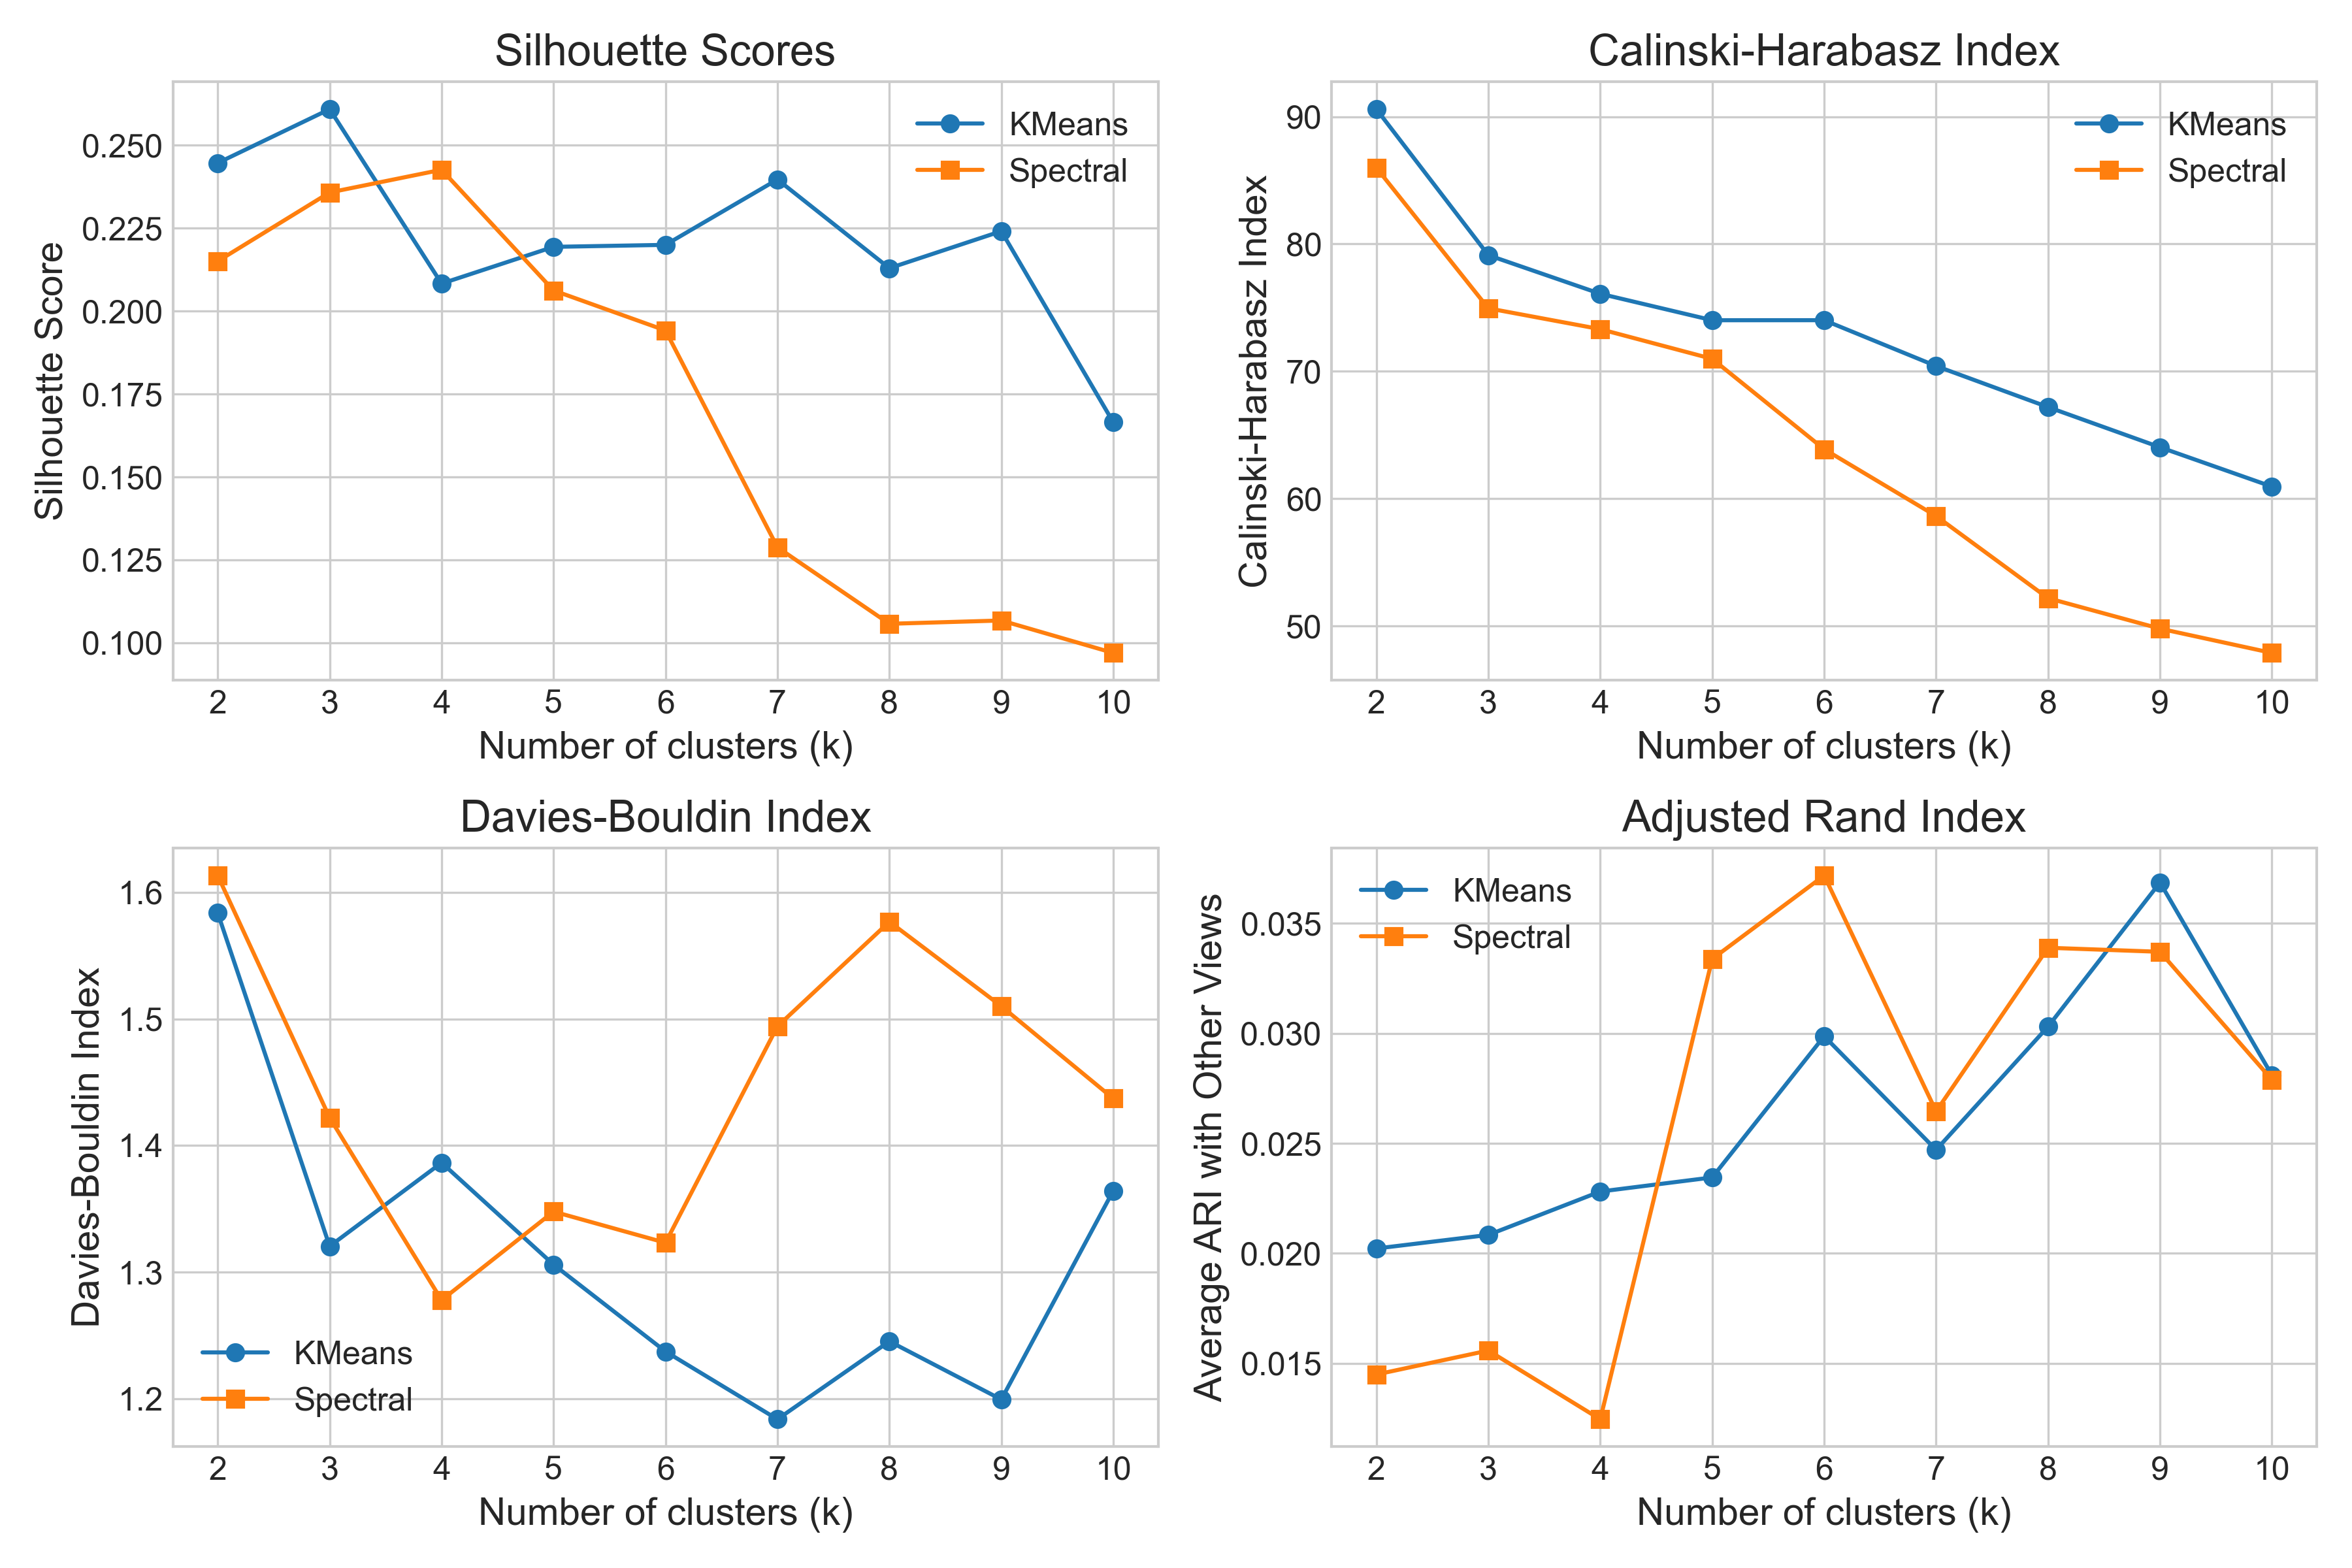 Silhouette Scores
Silhouette Score
0.250
0.225
0.200
0.175
0.150
0.125
0.100
KMeans
Spectral
2 3 4 5 6 7 8 9 10
Number of clusters (k)
Calinski-Harabasz Index
Calinski-Harabasz Index
90
80
70
60
50
KMeans
Spectral
2 3 4 5 6 7 8 9 10
Number of clusters (k)
Davies-Bouldin Index
Davies-Bouldin Index
1.6
1.5
1.4
1.3
1.2
KMeans
Spectral
2 3 4 5 6 7 8 9 10
Number of clusters (k)
Adjusted Rand Index
Average ARI with Other Views
0.035
0.030
0.025
0.020
0.015
KMeans
Spectral
2 3 4 5 6 7 8 9 10
Number of clusters (k)